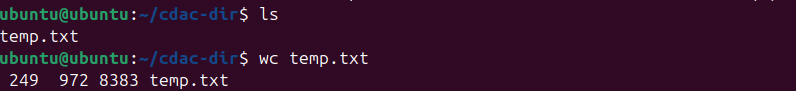 ubuntu@ubuntu:~/cdac-dir$ ls
temp.txt
ubuntu@ubuntu:~/cdac-dir$ wc temp.txt
 249  972 8383 temp.txt